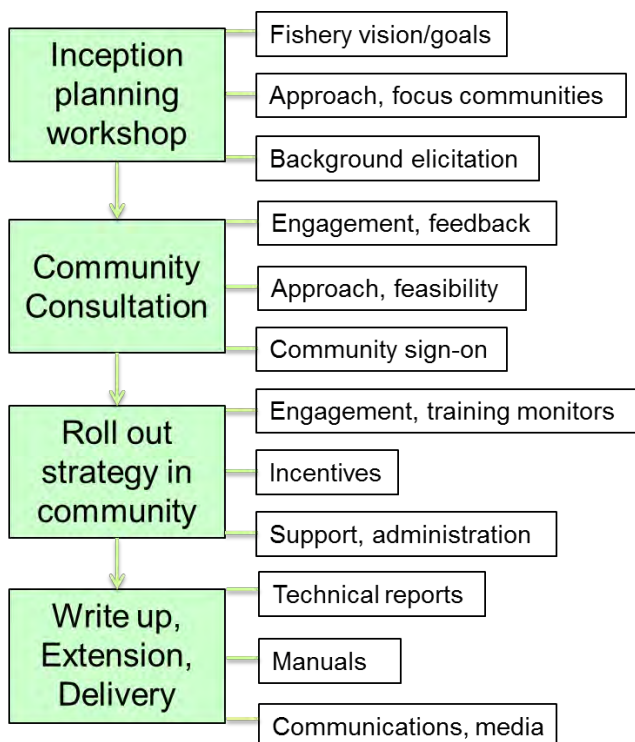 Inception
planning
workshop
Fishery vision/goals
Approach, focus communities
Background elicitation
Community
Consultation
Engagement, feedback
Approach, feasibility
Community sign-on
Roll out
strategy in
community
Engagement, training monitors
Incentives
Support, administration
Write up,
Extension,
Delivery
Technical reports
Manuals
Communications, media